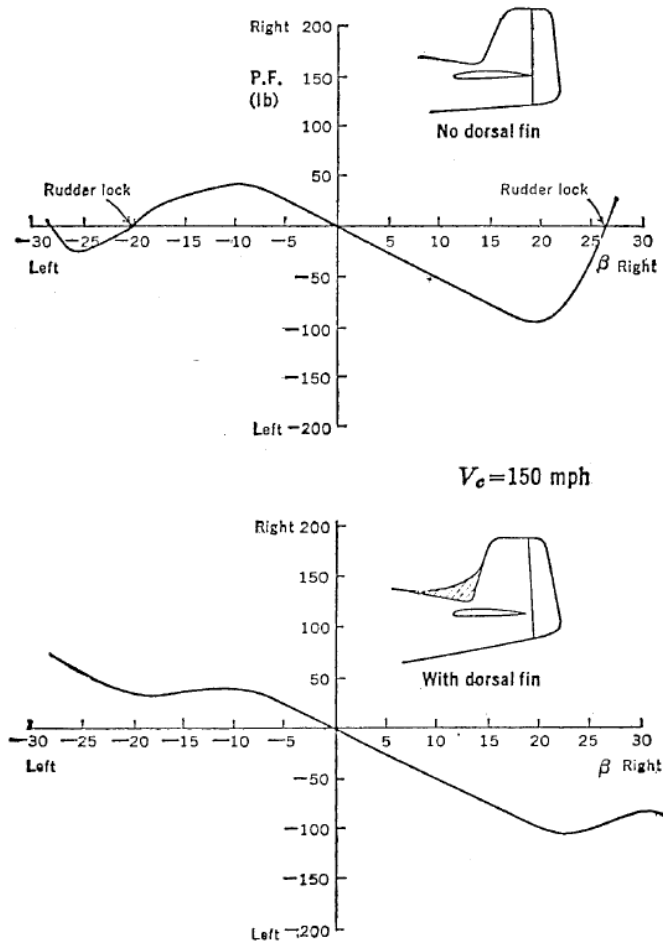 Right 200
P.F. 150
(lb)
100
No dorsal fin
Rudder lock
50
Rudder lock
−30 −25 −20 −15 −10 −5
5 10 15 20 25 30
Left
β Right
−50
−100
−150
Left −200
Vc=150 mph
Right 200
150
100
50
With dorsal fin
−30 −25 −20 −15 −10 −5
5 10 15 20 25 30
Left
β Right
−50
−100
−150
Left −200